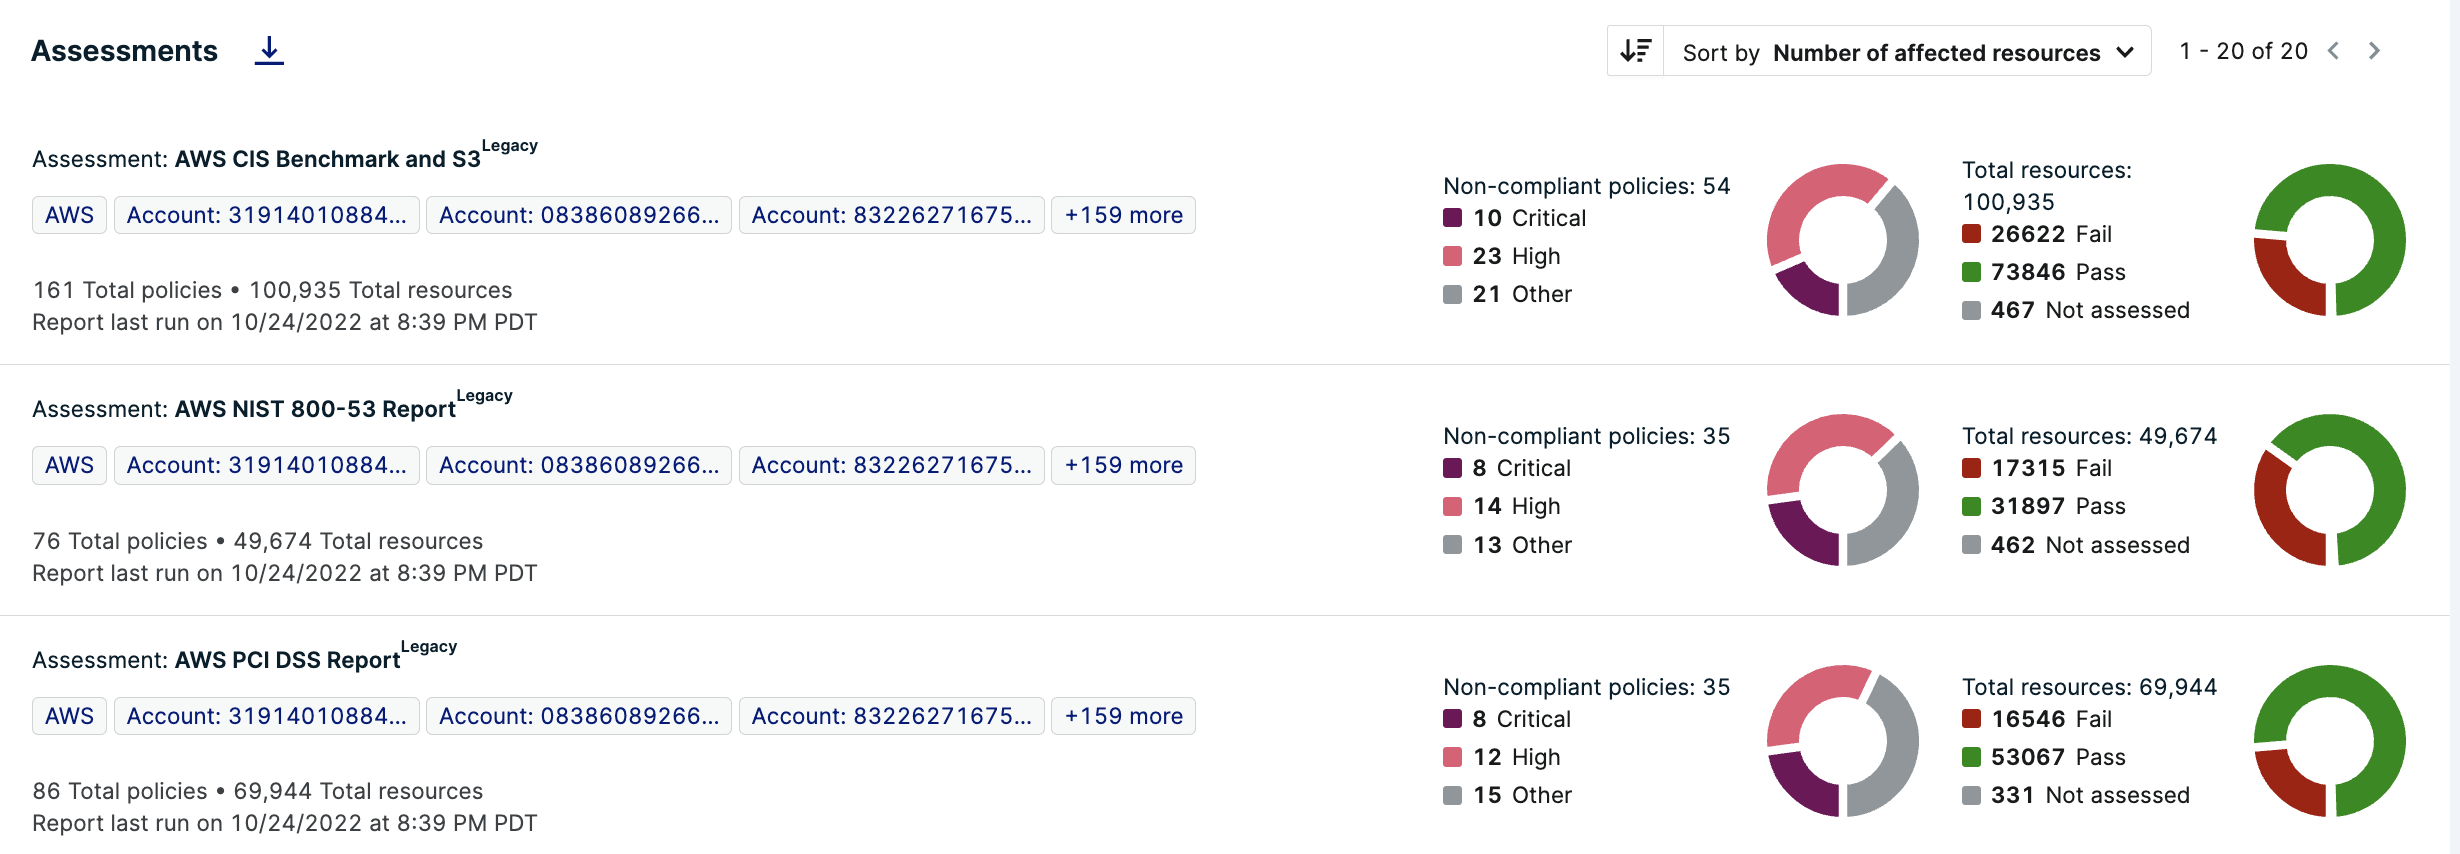 Assessments
Sort by Number of affected resources
1 - 20 of 20
Assessment: AWS CIS Benchmark and S3 Legacy
AWS Account: 31914010884... Account: 08386089266... Account: 83226271675... +159 more
161 Total policies • 100,935 Total resources
Report last run on 10/24/2022 at 8:39 PM PDT
Non-compliant policies: 54
10 Critical
23 High
21 Other
Total resources:
100,935
26622 Fail
73846 Pass
467 Not assessed
Assessment: AWS NIST 800-53 Report Legacy
AWS Account: 31914010884... Account: 08386089266... Account: 83226271675... +159 more
76 Total policies • 49,674 Total resources
Report last run on 10/24/2022 at 8:39 PM PDT
Non-compliant policies: 35
8 Critical
14 High
13 Other
Total resources: 49,674
17315 Fail
31897 Pass
462 Not assessed
Assessment: AWS PCI DSS Report Legacy
AWS Account: 31914010884... Account: 08386089266... Account: 83226271675... +159 more
86 Total policies • 69,944 Total resources
Report last run on 10/24/2022 at 8:39 PM PDT
Non-compliant policies: 35
8 Critical
12 High
15 Other
Total resources: 69,944
16546 Fail
53067 Pass
331 Not assessed